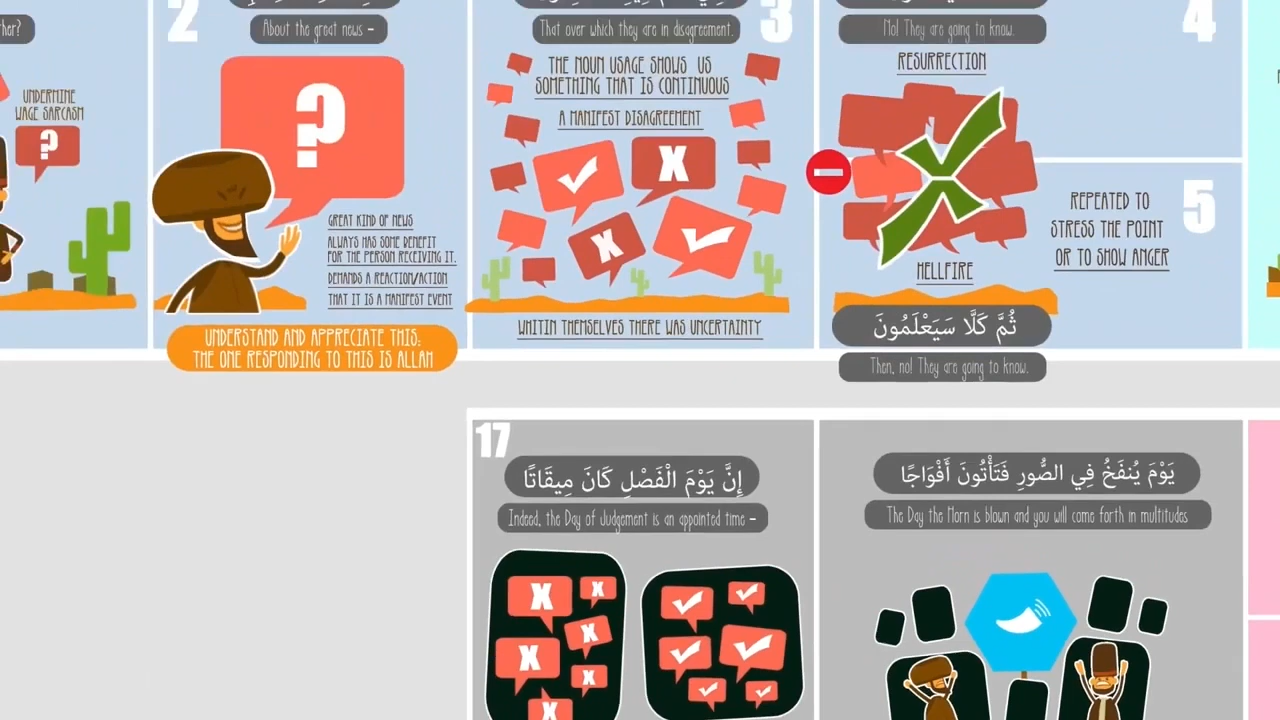 ther?
UNDERMINE
WAGE SARCASM
?
2
About the great news –
?
GREAT KIND OF NEWS
ALWAYS HAS SOME BENEFIT
FOR THE PERSON RECEIVING IT.
DEMANDS A REACTION/ACTION
THAT IT IS A MANIFEST EVENT
UNDERSTAND AND APPRECIATE THIS:
THE ONE RESPONDING TO THIS IS ALLAH
3
That over which they are in disagreement.
THE NOUN USAGE SHOWS US
SOMETHING THAT IS CONTINUOUS
A MANIFEST DISAGREEMENT
X
X
WHITIN THEMSELVES THERE WAS UNCERTAINTY
4
No! They are going to know.
RESURRECTION
HELLFIRE
5
REPEATED TO
STRESS THE POINT
OR TO SHOW ANGER
ثُمَّ كَلَّا سَيَعْلَمُونَ
Then, no! They are going to know.
17
إِنَّ يَوْمَ الْفَصْلِ كَانَ مِيقَاتًا
Indeed, the Day of Judgement is an appointed time –
X X
X
X
X
X
يَوْمَ يُنفَخُ فِي الصُّورِ فَتَأْتُونَ أَفْوَاجًا
The Day the Horn is blown and you will come forth in multitudes